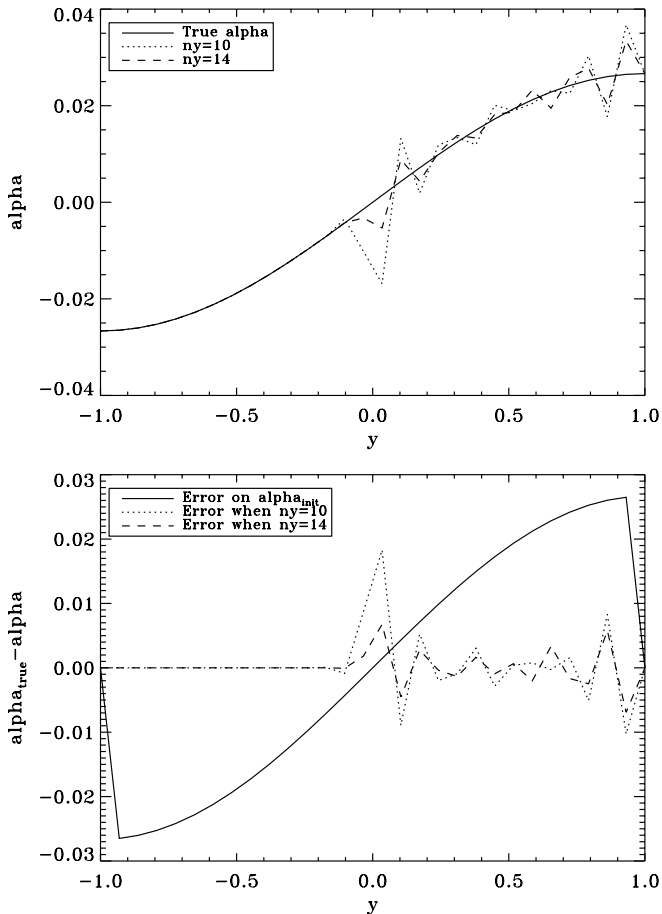 0.04
0.02
0.00
−0.02
−0.04
alpha
True alpha
ny=10
ny=14
−1.0 −0.5 0.0 0.5 1.0
y
0.03
0.02
0.01
0.00
−0.01
−0.02
−0.03
alpha_true−alpha
Error on alpha_init
Error when ny=10
Error when ny=14
−1.0 −0.5 0.0 0.5 1.0
y